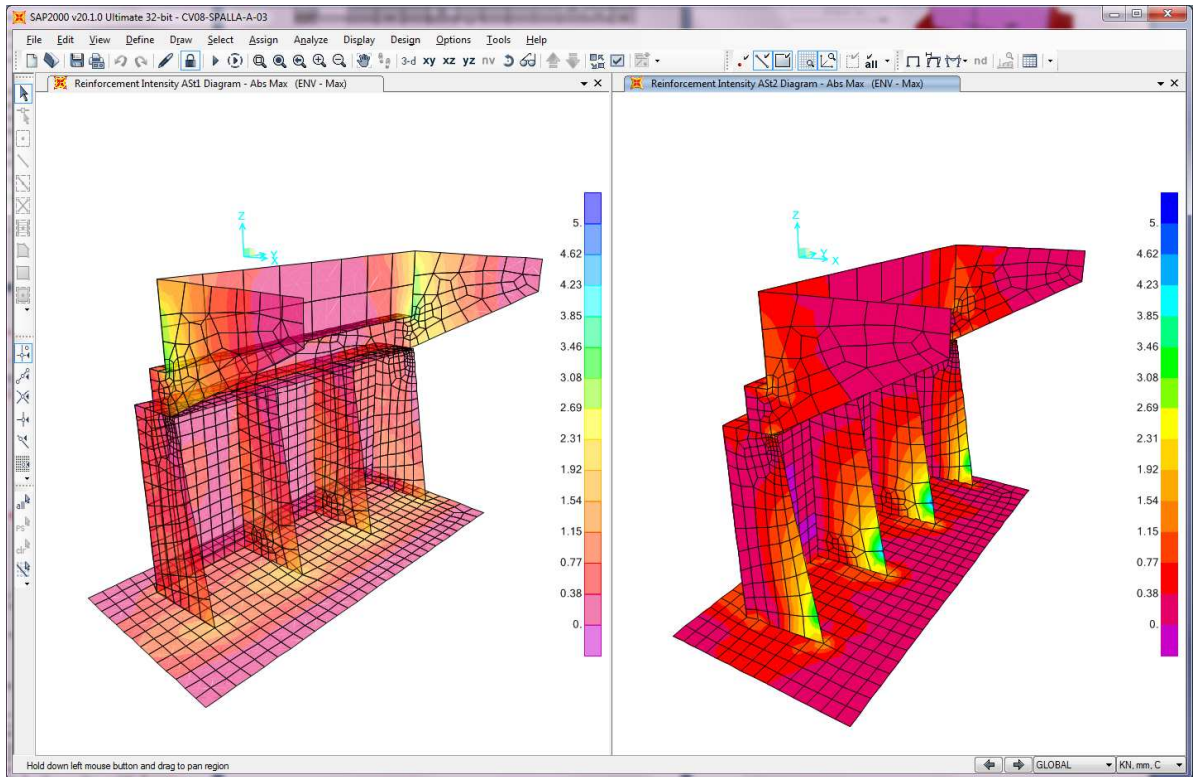 SAP2000 v20.1.0 Ultimate 32-bit - CV08-SPALLA-A-03
File Edit View Define Draw Select Assign Analyze Display Design Options Tools Help
3-d xy xz yz nv all nd
Reinforcement Intensity ASt1 Diagram - Abs Max (ENV - Max)
Reinforcement Intensity ASt2 Diagram - Abs Max (ENV - Max)
Z
Y
X
5.
4.62
4.23
3.85
3.46
3.08
2.69
2.31
1.92
1.54
1.15
0.77
0.38
0.
Z
Y
X
5.
4.62
4.23
3.85
3.46
3.08
2.69
2.31
1.92
1.54
1.15
0.77
0.38
0.
all
ps
clr
Hold down left mouse button and drag to pan region
GLOBAL
KN, mm, C